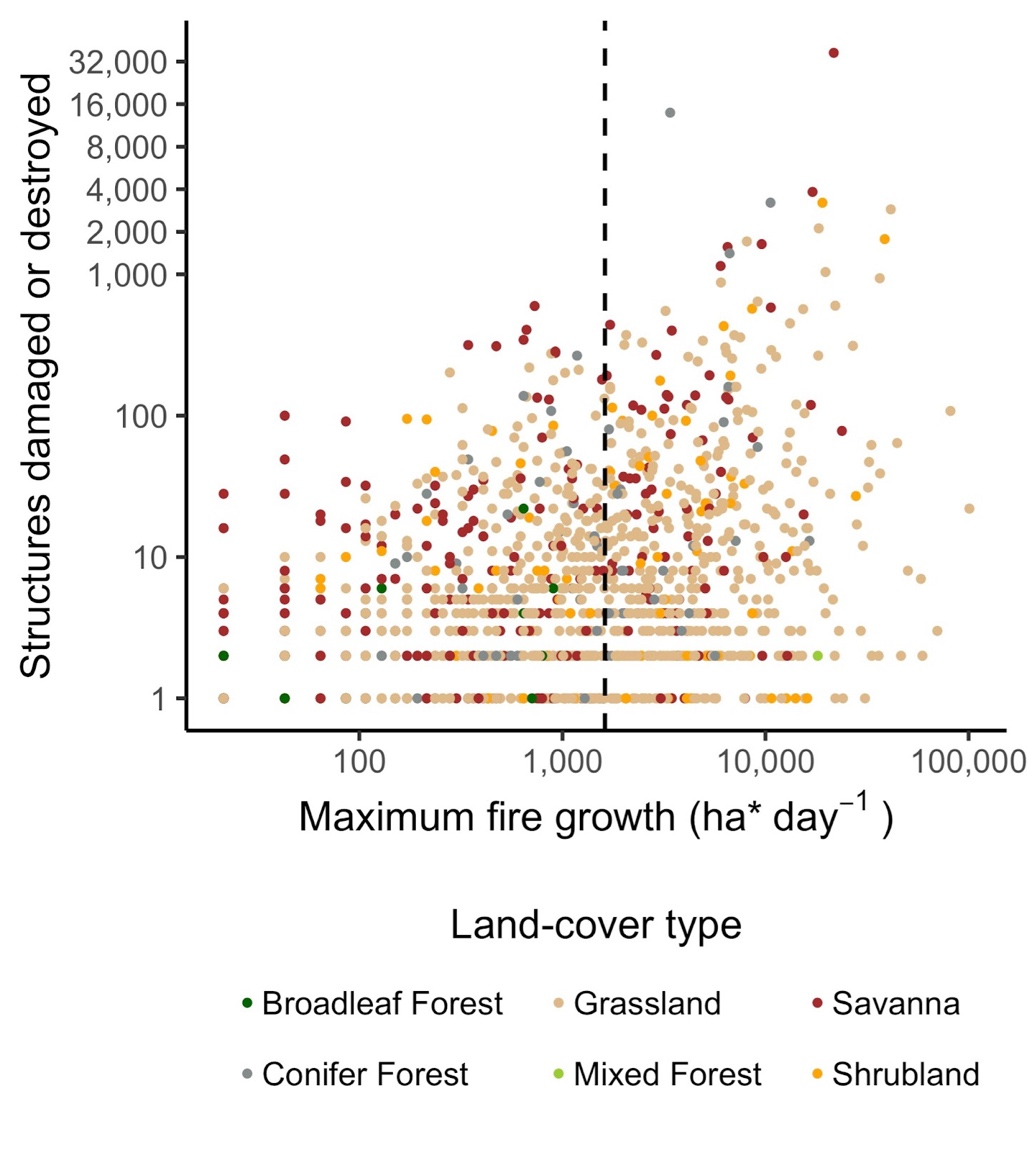 Structures damaged or destroyed
32,000
16,000
8,000
4,000
2,000
1,000
100
10
1
100 1,000 10,000 100,000
Maximum fire growth (ha* day⁻¹ )
Land-cover type
Broadleaf Forest Grassland Savanna
Conifer Forest Mixed Forest Shrubland